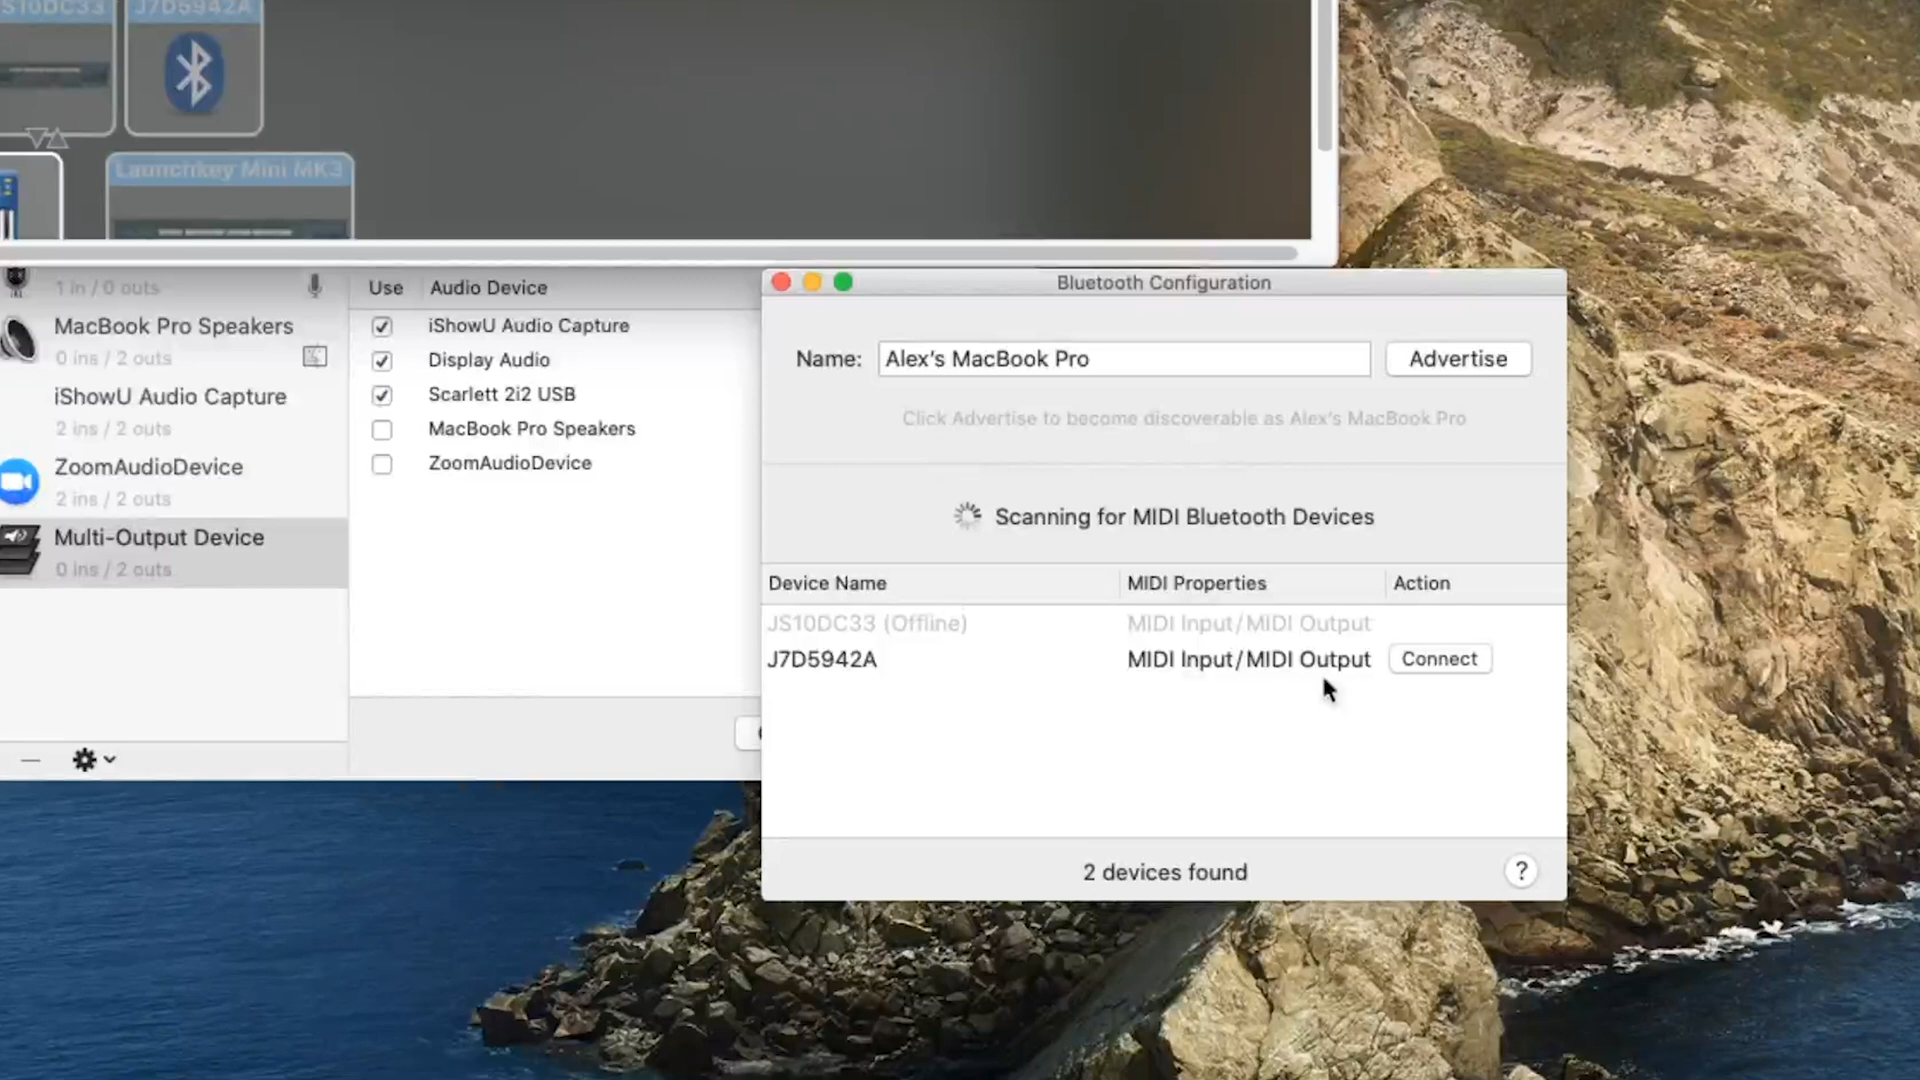 J7D5942A
Launchkey Mini MK3
1 in / 0 outs
MacBook Pro Speakers
0 ins / 2 outs
iShowU Audio Capture
2 ins / 2 outs
ZoomAudioDevice
2 ins / 2 outs
Multi-Output Device
0 ins / 2 outs
Use Audio Device
iShowU Audio Capture
Display Audio
Scarlett 2i2 USB
MacBook Pro Speakers
ZoomAudioDevice
Bluetooth Configuration
Name: Alex's MacBook Pro Advertise
Click Advertise to become discoverable as Alex's MacBook Pro
Scanning for MIDI Bluetooth Devices
Device Name MIDI Properties Action
JS10DC33 (Offline) MIDI Input/MIDI Output
J7D5942A MIDI Input/MIDI Output Connect
2 devices found ?